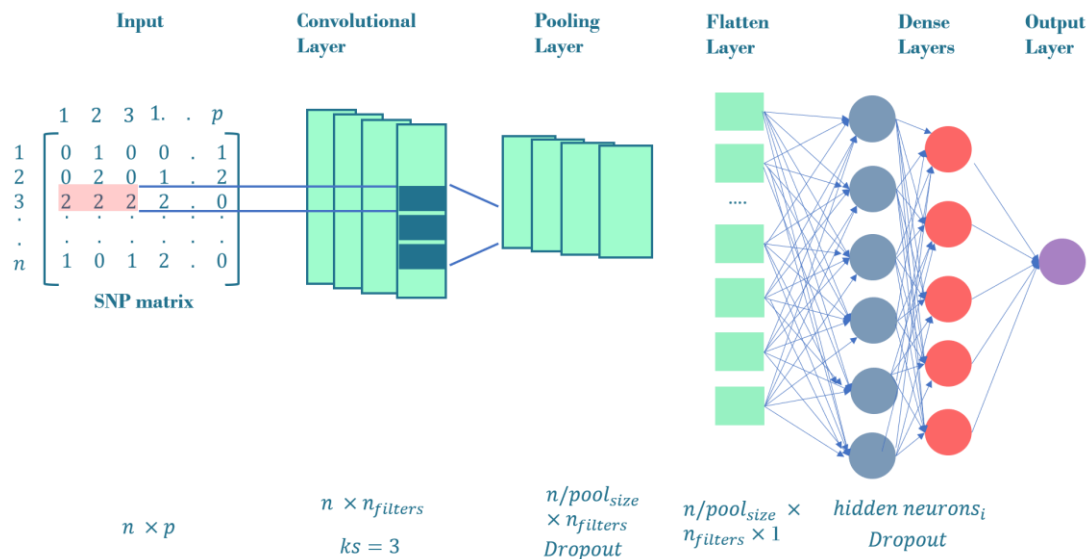 Input
Convolutional
Layer
Pooling
Layer
Flatten
Layer
Dense
Layers
Output
Layer
1 2 3 1. . p
1 0 1 0 0 . 1
2 0 2 0 1 . 2
3 2 2 2 2 . 0
. . . . . . .
. . . . . . .
n 1 0 1 2 . 0
SNP matrix
....
n × p
n × n_filters
ks = 3
n/pool_size
× n_filters
Dropout
n/pool_size ×
n_filters × 1
hidden neurons_i
Dropout